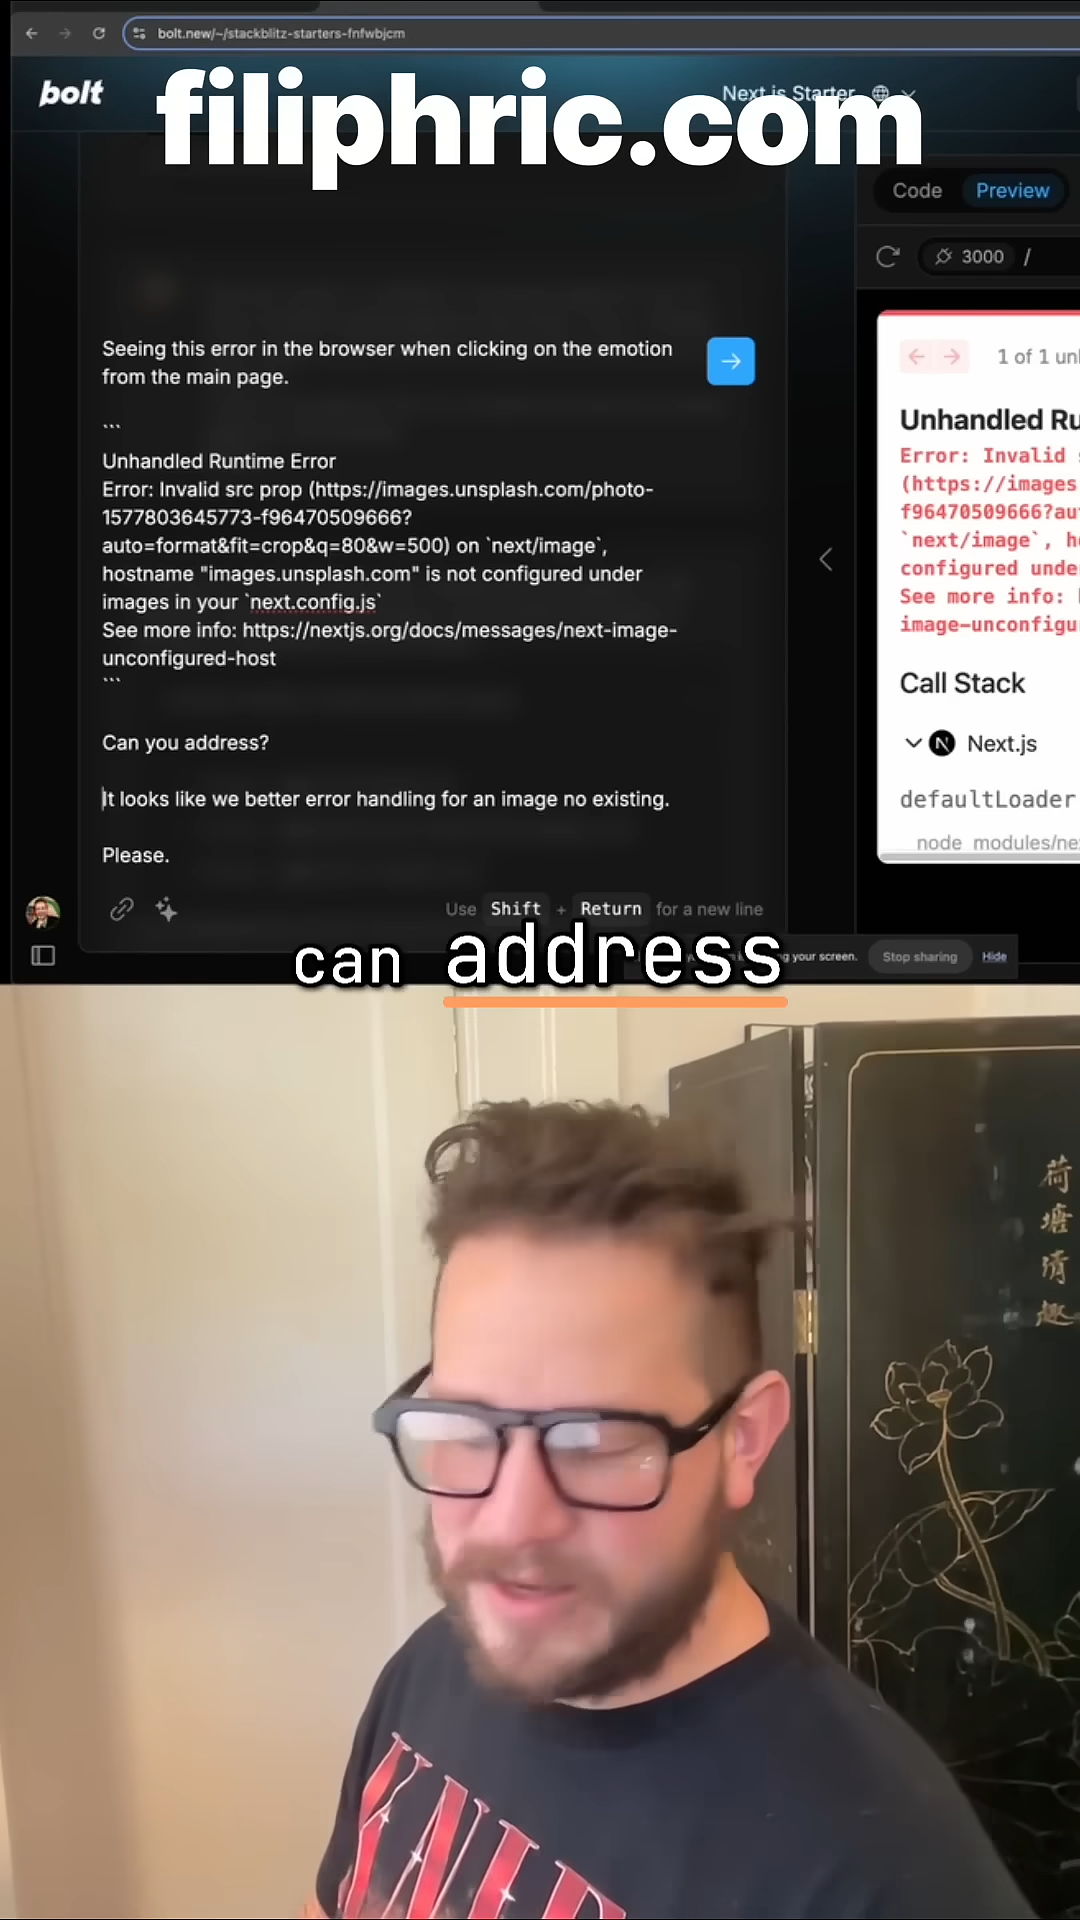 bolt.new/~/stackblitz-starters-fnfwbjcm
bolt
Next.js Starter
filiphric.com
Code
Preview
3000 /
Seeing this error in the browser when clicking on the emotion
from the main page.
```
Unhandled Runtime Error
Error: Invalid src prop (https://images.unsplash.com/photo-
1577803645773-f96470509666?
auto=format&fit=crop&q=80&w=500) on `next/image`,
hostname "images.unsplash.com" is not configured under
images in your `next.config.js`
See more info: https://nextjs.org/docs/messages/next-image-
unconfigured-host
```
Can you address?
It looks like we better error handling for an image no existing.
Please.
Use Shift + Return for a new line
1 of 1
Unhandled
Error: Invalid
(https://images
f96470509666?au
`next/image`,
configured unde
See more info:
image-unconfigu
Call Stack
N Next.js
defaultLoader
node_modules/ne
your screen.
Stop sharing
Hide
can address
荷
塘
清
趣